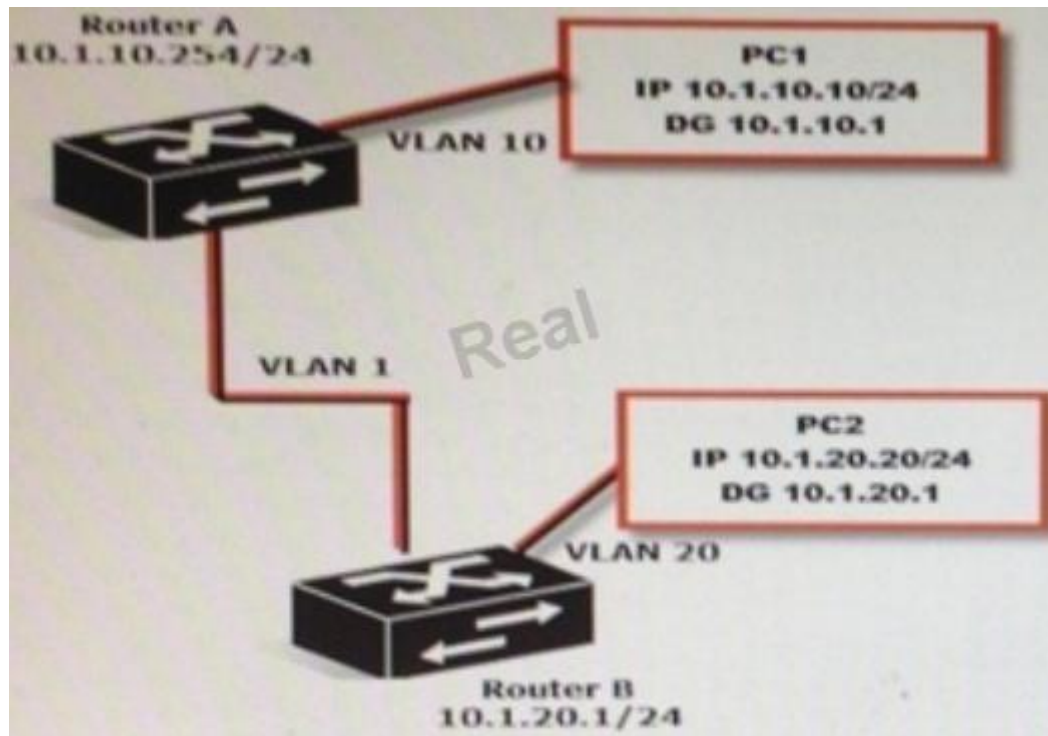 Router A
10.1.10.254/24
PC1
IP 10.1.10.10/24
DG 10.1.10.1
VLAN 10
Real
VLAN 1
PC2
IP 10.1.20.20/24
DG 10.1.20.1
VLAN 20
Router B
10.1.20.1/24